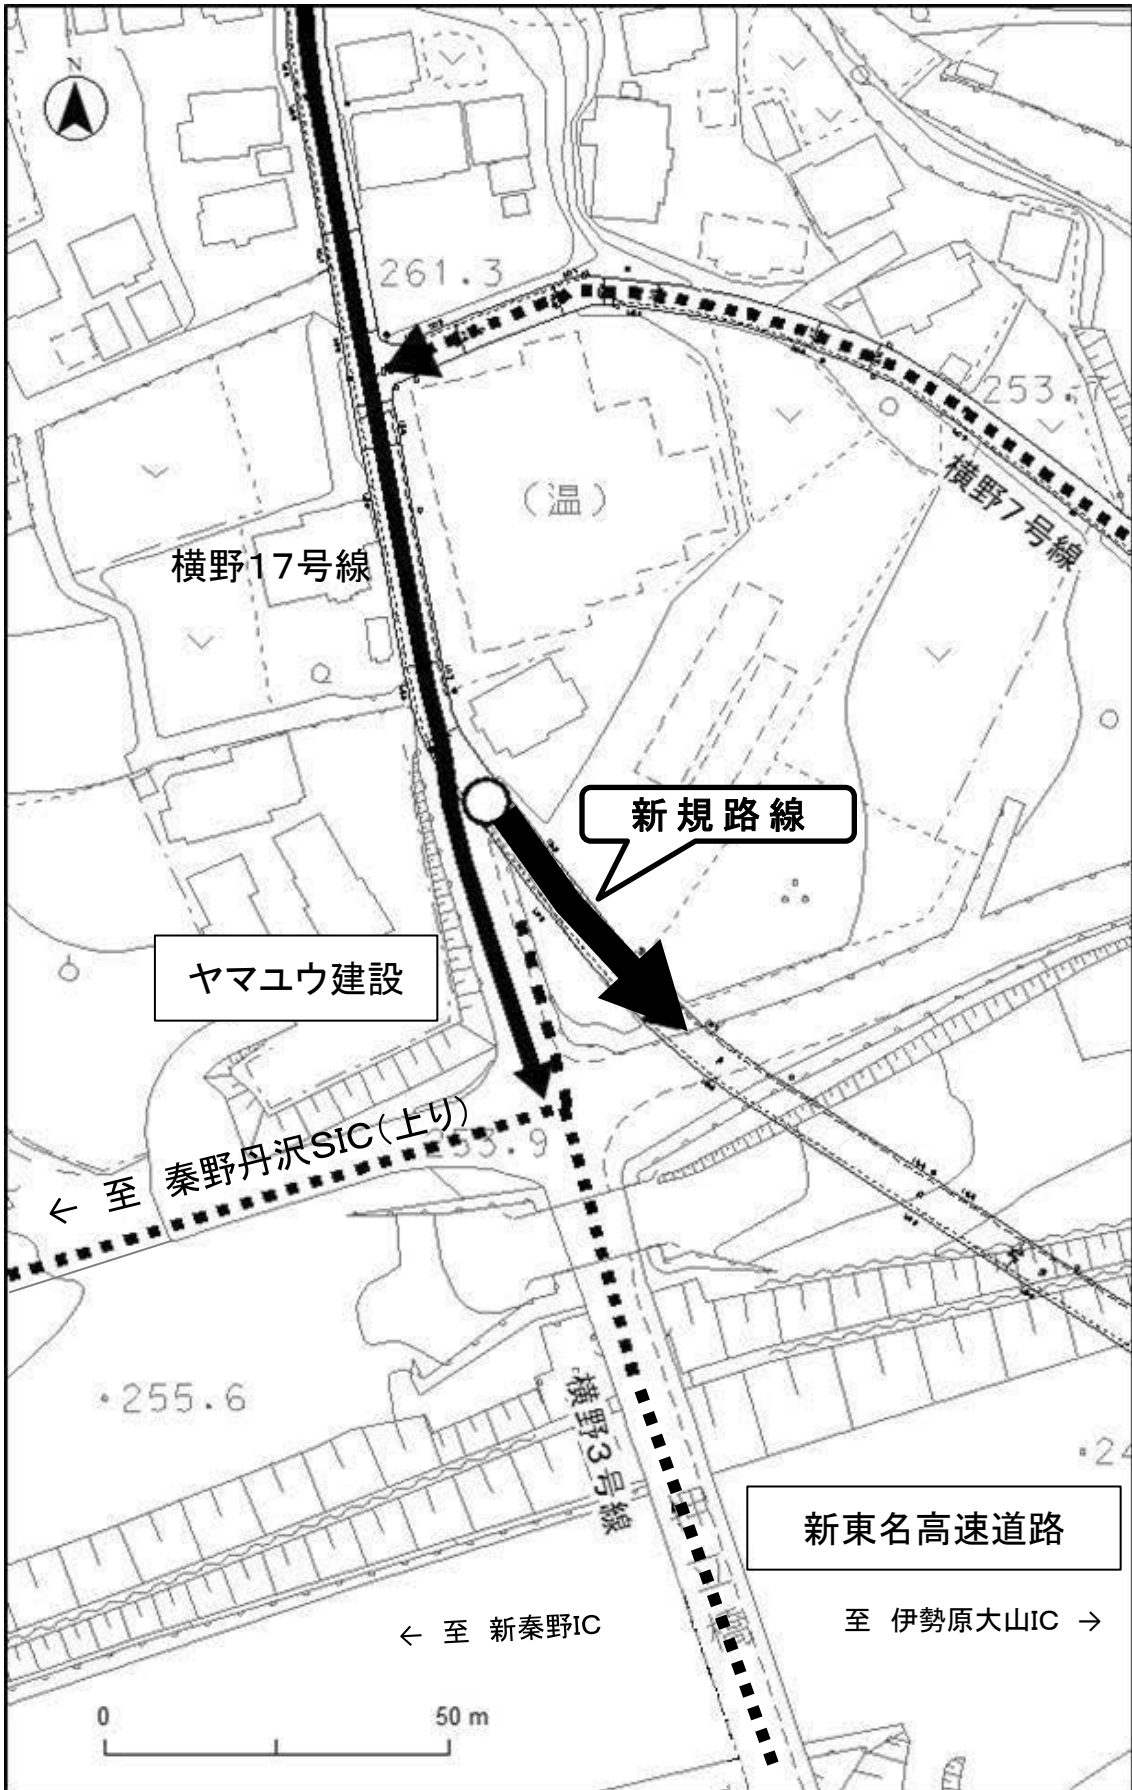 N
261.3
253.7
(温)
横野7号線
横野17号線
新規路線
ヤマユウ建設
253.9
← 至 秦野丹沢SIC(上り)
255.6
横野3号線
24
新東名高速道路
← 至 新秦野IC
至 伊勢原大山IC →
0
50 m